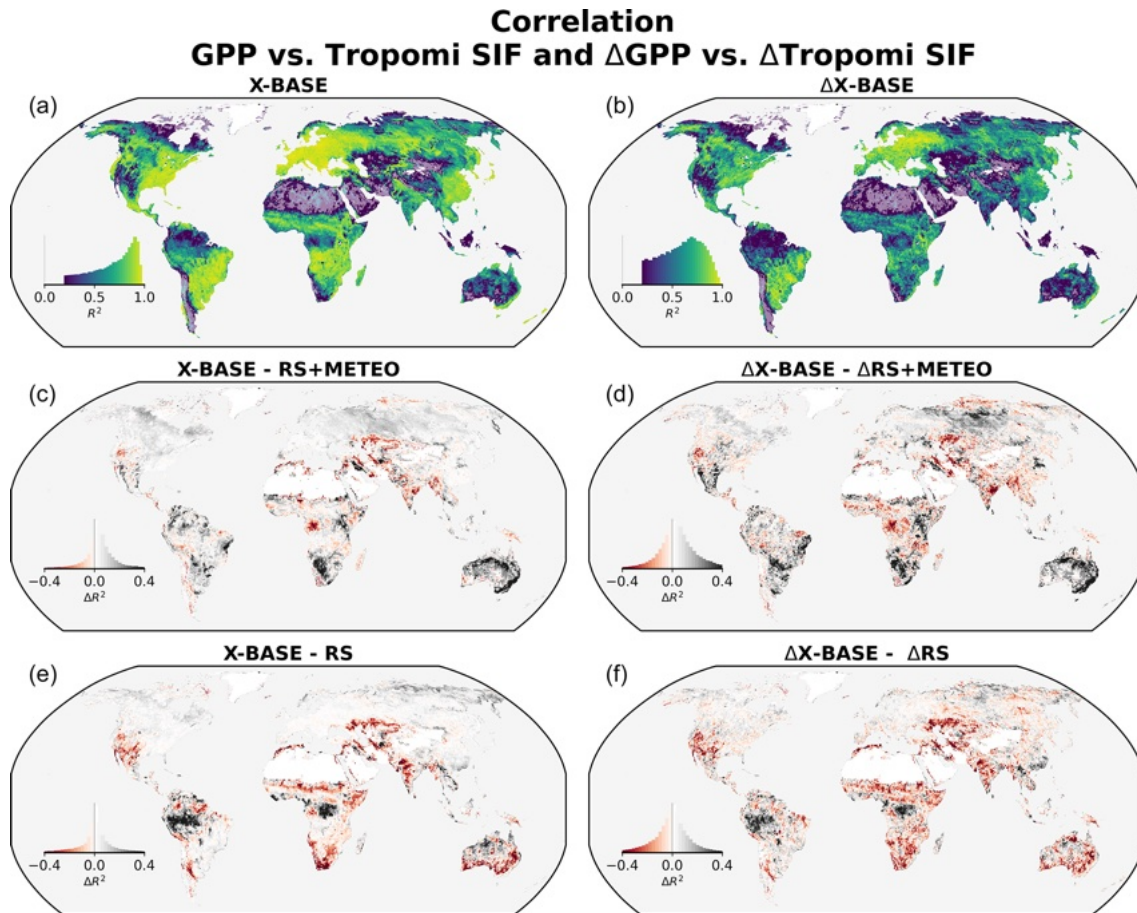 Correlation
GPP vs. Tropomi SIF and ΔGPP vs. ΔTropomi SIF
X-BASE
ΔX-BASE
(a)
(b)
0.0 0.5 1.0
R²
0.0 0.5 1.0
R²
X-BASE - RS+METEO
ΔX-BASE - ΔRS+METEO
(c)
(d)
−0.4 0.0 0.4
ΔR²
−0.4 0.0 0.4
ΔR²
X-BASE - RS
ΔX-BASE - ΔRS
(e)
(f)
−0.4 0.0 0.4
ΔR²
−0.4 0.0 0.4
ΔR²